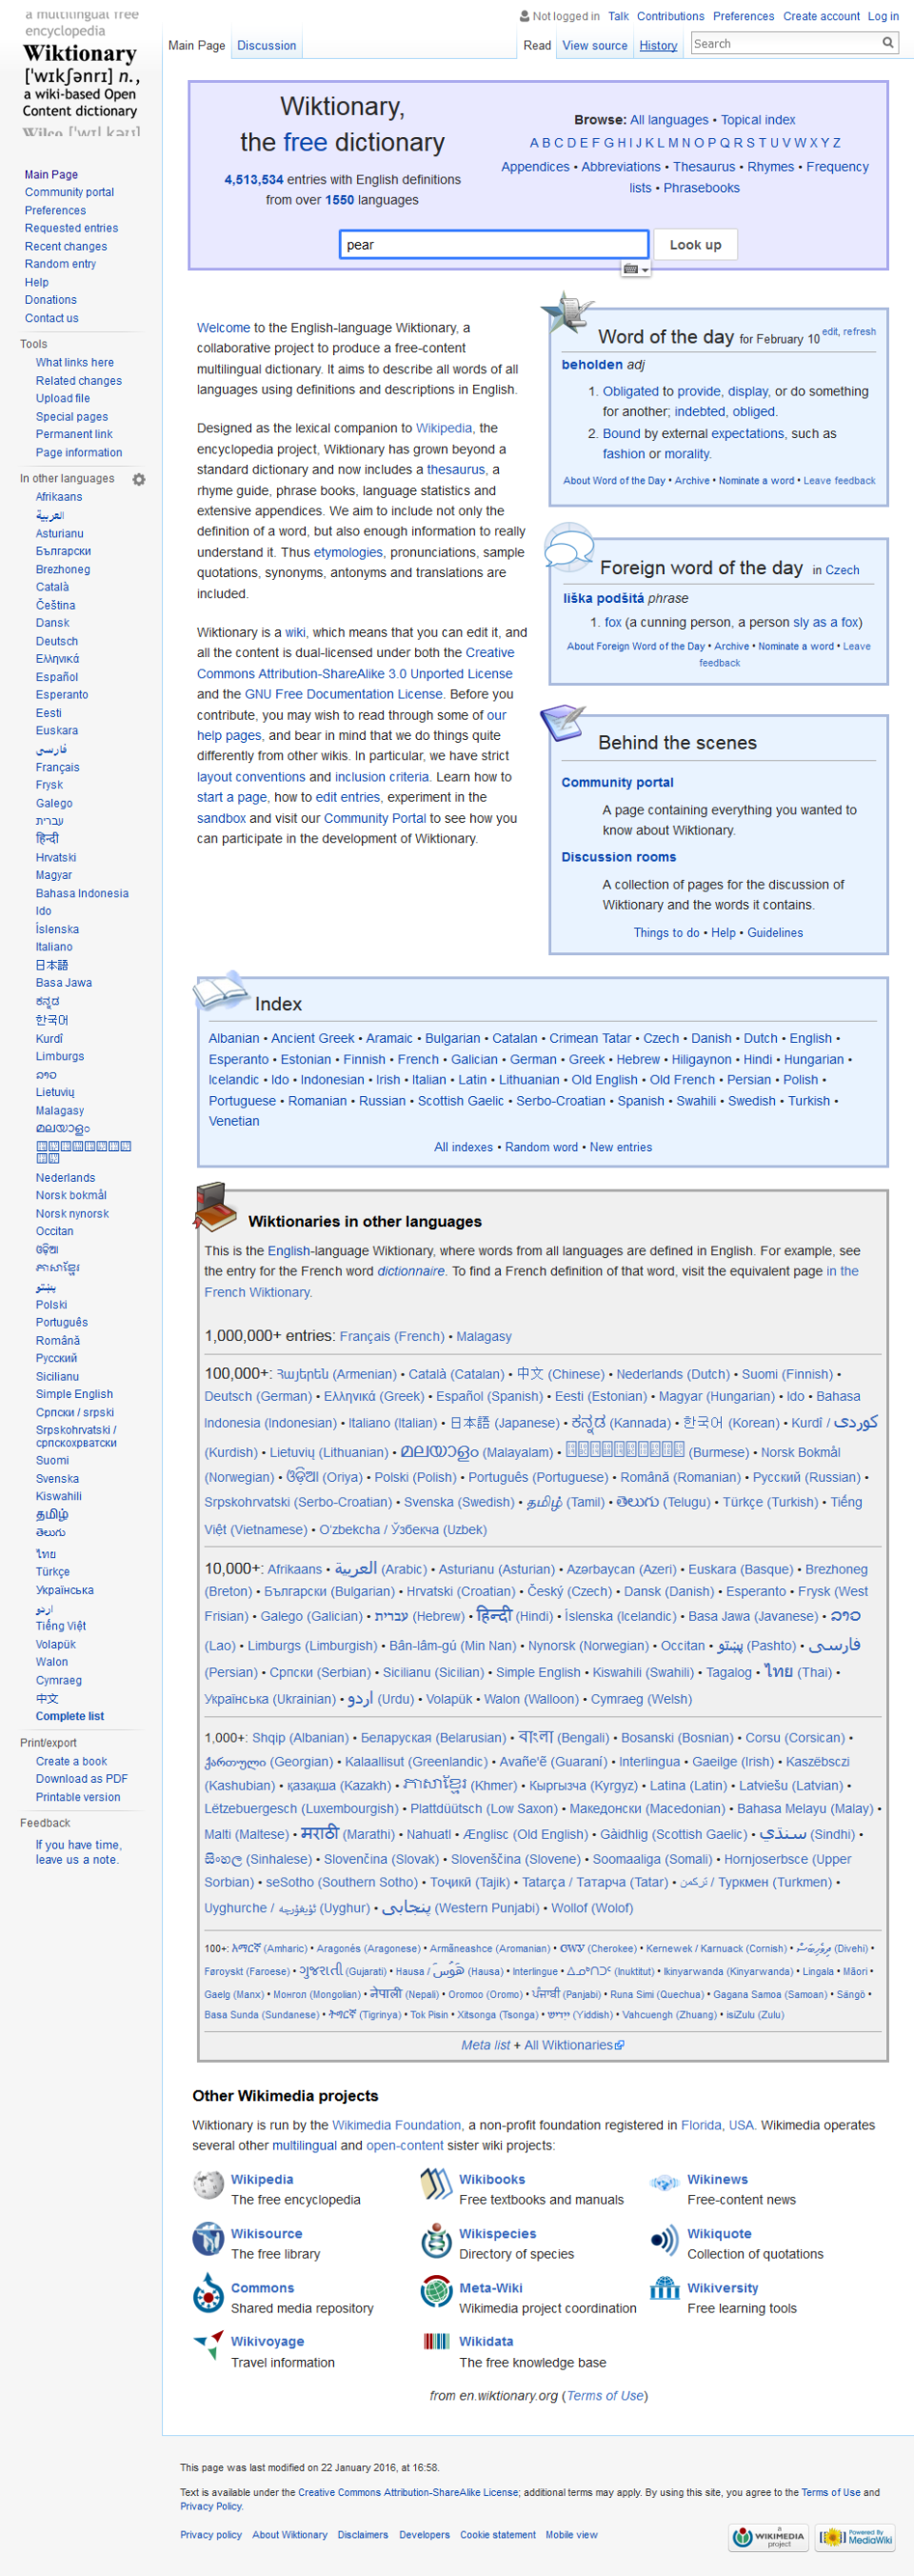 Not logged in Talk Contributions Preferences Create account Log in
a multilingual free
encyclopedia
Wiktionary
['wɪkʃənrɪ] n.,
a wiki-based Open
Content dictionary
Wilco ['wɪl kəʊ]
Main Page Discussion
Read View source History
Search
Main Page
Community portal
Preferences
Requested entries
Recent changes
Random entry
Help
Donations
Contact us
Tools
What links here
Related changes
Upload file
Special pages
Permanent link
Page information
In other languages
Afrikaans
العربية
Asturianu
Български
Brezhoneg
Català
Čeština
Dansk
Deutsch
Ελληνικά
Español
Esperanto
Eesti
Euskara
فارسی
Français
Frysk
Galego
עברית
हिन्दी
Hrvatski
Magyar
Bahasa Indonesia
Ido
Íslenska
Italiano
日本語
Basa Jawa
ಕನ್ನಡ
한국어
Kurdî
Limburgs
ລາວ
Lietuvių
Malagasy
മലയാളം
Nederlands
Norsk bokmål
Norsk nynorsk
Occitan
ଓଡ଼ିଆ
ភាសាខ្មែរ
پښتو
Polski
Português
Română
Русский
Sicilianu
Simple English
Српски / srpski
Srpskohrvatski /
српскохрватски
Suomi
Svenska
Kiswahili
தமிழ்
తెలుగు
ไทย
Türkçe
Українська
اردو
Tiếng Việt
Volapük
Walon
Cymraeg
中文
Complete list
Print/export
Create a book
Download as PDF
Printable version
Feedback
If you have time,
leave us a note.
Wiktionary,
the free dictionary
4,513,534 entries with English definitions
from over 1550 languages
Browse: All languages • Topical index
A B C D E F G H I J K L M N O P Q R S T U V W X Y Z
Appendices • Abbreviations • Thesaurus • Rhymes • Frequency
lists • Phrasebooks
pear
Look up
Welcome to the English-language Wiktionary, a
collaborative project to produce a free-content
multilingual dictionary. It aims to describe all words of all
languages using definitions and descriptions in English.
Designed as the lexical companion to Wikipedia, the
encyclopedia project, Wiktionary has grown beyond a
standard dictionary and now includes a thesaurus, a
rhyme guide, phrase books, language statistics and
extensive appendices. We aim to include not only the
definition of a word, but also enough information to really
understand it. Thus etymologies, pronunciations, sample
quotations, synonyms, antonyms and translations are
included.
Wiktionary is a wiki, which means that you can edit it, and
all the content is dual-licensed under both the Creative
Commons Attribution-ShareAlike 3.0 Unported License
and the GNU Free Documentation License. Before you
contribute, you may wish to read through some of our
help pages, and bear in mind that we do things quite
differently from other wikis. In particular, we have strict
layout conventions and inclusion criteria. Learn how to
start a page, how to edit entries, experiment in the
sandbox and visit our Community Portal to see how you
can participate in the development of Wiktionary.
Word of the day for February 10 edit, refresh
beholden adj
1. Obligated to provide, display, or do something
for another; indebted, obliged.
2. Bound by external expectations, such as
fashion or morality.
About Word of the Day • Archive • Nominate a word • Leave feedback
Foreign word of the day in Czech
liška podšitá phrase
1. fox (a cunning person, a person sly as a fox)
About Foreign Word of the Day • Archive • Nominate a word • Leave
feedback
Behind the scenes
Community portal
A page containing everything you wanted to
know about Wiktionary.
Discussion rooms
A collection of pages for the discussion of
Wiktionary and the words it contains.
Things to do • Help • Guidelines
Index
Albanian • Ancient Greek • Aramaic • Bulgarian • Catalan • Crimean Tatar • Czech • Danish • Dutch • English •
Esperanto • Estonian • Finnish • French • Galician • German • Greek • Hebrew • Hiligaynon • Hindi • Hungarian •
Icelandic • Ido • Indonesian • Irish • Italian • Latin • Lithuanian • Old English • Old French • Persian • Polish •
Portuguese • Romanian • Russian • Scottish Gaelic • Serbo-Croatian • Spanish • Swahili • Swedish • Turkish •
Venetian
All indexes • Random word • New entries
Wiktionaries in other languages
This is the English-language Wiktionary, where words from all languages are defined in English. For example, see
the entry for the French word dictionnaire. To find a French definition of that word, visit the equivalent page in the
French Wiktionary.
1,000,000+ entries: Français (French) • Malagasy
100,000+: Հայերեն (Armenian) • Català (Catalan) • 中文 (Chinese) • Nederlands (Dutch) • Suomi (Finnish) •
Deutsch (German) • Ελληνικά (Greek) • Español (Spanish) • Eesti (Estonian) • Magyar (Hungarian) • Ido • Bahasa
Indonesia (Indonesian) • Italiano (Italian) • 日本語 (Japanese) • ಕನ್ನಡ (Kannada) • 한국어 (Korean) • Kurdî / كوردی
(Kurdish) • Lietuvių (Lithuanian) • മലയാളം (Malayalam) • (Burmese) • Norsk Bokmål
(Norwegian) • ଓଡ଼ିଆ (Oriya) • Polski (Polish) • Português (Portuguese) • Română (Romanian) • Русский (Russian) •
Srpskohrvatski (Serbo-Croatian) • Svenska (Swedish) • தமிழ் (Tamil) • తెలుగు (Telugu) • Türkçe (Turkish) • Tiếng
Việt (Vietnamese) • O'zbekcha / Ўзбекча (Uzbek)
10,000+: Afrikaans • العربية (Arabic) • Asturianu (Asturian) • Azərbaycan (Azeri) • Euskara (Basque) • Brezhoneg
(Breton) • Български (Bulgarian) • Hrvatski (Croatian) • Český (Czech) • Dansk (Danish) • Esperanto • Frysk (West
Frisian) • Galego (Galician) • עברית (Hebrew) • हिन्दी (Hindi) • Íslenska (Icelandic) • Basa Jawa (Javanese) • ລາວ
(Lao) • Limburgs (Limburgish) • Bân-lâm-gú (Min Nan) • Nynorsk (Norwegian) • Occitan • پښتو (Pashto) • فارسی
(Persian) • Српски (Serbian) • Sicilianu (Sicilian) • Simple English • Kiswahili (Swahili) • Tagalog • ไทย (Thai) •
Українська (Ukrainian) • اردو (Urdu) • Volapük • Walon (Walloon) • Cymraeg (Welsh)
1,000+: Shqip (Albanian) • Беларуская (Belarusian) • বাংলা (Bengali) • Bosanski (Bosnian) • Corsu (Corsican) •
ქართული (Georgian) • Kalaallisut (Greenlandic) • Avañe'ẽ (Guaraní) • Interlingua • Gaeilge (Irish) • Kaszëbsczi
(Kashubian) • қазақша (Kazakh) • ភាសាខ្មែរ (Khmer) • Кыргызча (Kyrgyz) • Latina (Latin) • Latviešu (Latvian) •
Lëtzebuergesch (Luxembourgish) • Plattdüütsch (Low Saxon) • Македонски (Macedonian) • Bahasa Melayu (Malay) •
Malti (Maltese) • मराठी (Marathi) • Nahuatl • Ænglisc (Old English) • Gàidhlig (Scottish Gaelic) • سنڌي (Sindhi) •
සිංහල (Sinhalese) • Slovenčina (Slovak) • Slovenščina (Slovene) • Soomaaliga (Somali) • Hornjoserbsce (Upper
Sorbian) • seSotho (Southern Sotho) • Тоҷикӣ (Tajik) • Tatarça / Татарча (Tatar) • تركمن / Туркмен (Turkmen) •
Uyghurche / ئۇيغۇرچە (Uyghur) • پنجابی (Western Punjabi) • Wollof (Wolof)
100+: አማርኛ (Amharic) • Aragonés (Aragonese) • Armãneashce (Aromanian) • ᏣᎳᎩ (Cherokee) • Kernewek / Karnuack (Cornish) • ދިވެހިބަސް (Divehi) •
Føroyskt (Faroese) • ગુજરાતી (Gujarati) • Hausa / هَوُسَ (Hausa) • Interlingue • ᐃᓄᒃᑎᑐᑦ (Inuktitut) • Ikinyarwanda (Kinyarwanda) • Lingala • Māori •
Gaelg (Manx) • Монгол (Mongolian) • नेपाली (Nepali) • Oromoo (Oromo) • ਪੰਜਾਬੀ (Panjabi) • Runa Simi (Quechua) • Gagana Samoa (Samoan) • Sängö •
Basa Sunda (Sundanese) • ትግርኛ (Tigrinya) • Tok Pisin • Xitsonga (Tsonga) • ייִדיש (Yiddish) • Vahcuengh (Zhuang) • isiZulu (Zulu)
Meta list + All Wiktionaries
Other Wikimedia projects
Wiktionary is run by the Wikimedia Foundation, a non-profit foundation registered in Florida, USA. Wikimedia operates
several other multilingual and open-content sister wiki projects:
Wikipedia
The free encyclopedia
Wikibooks
Free textbooks and manuals
Wikinews
Free-content news
Wikisource
The free library
Wikispecies
Directory of species
Wikiquote
Collection of quotations
Commons
Shared media repository
Meta-Wiki
Wikimedia project coordination
Wikiversity
Free learning tools
Wikivoyage
Travel information
Wikidata
The free knowledge base
from en.wiktionary.org (Terms of Use)
This page was last modified on 22 January 2016, at 16:58.
Text is available under the Creative Commons Attribution-ShareAlike License; additional terms may apply. By using this site, you agree to the Terms of Use and
Privacy Policy.
Privacy policy About Wiktionary Disclaimers Developers Cookie statement Mobile view
a
WIKIMEDIA
project
Powered By
MediaWiki